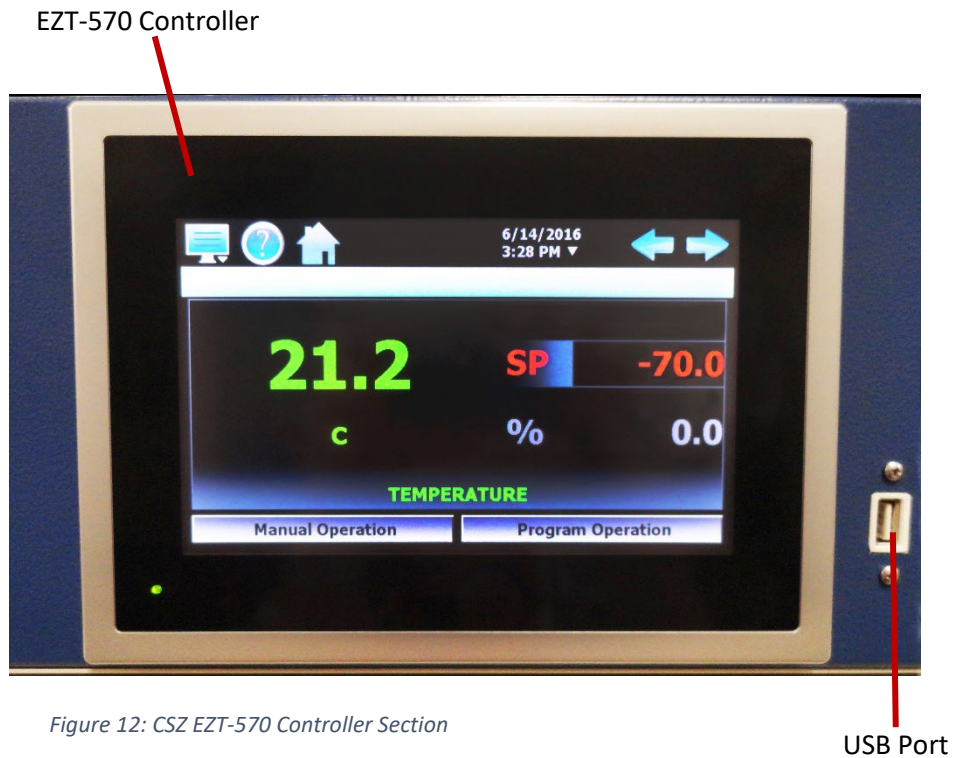 EZT-570 Controller
?
6/14/2016
3:28 PM ▼
21.2
SP -70.0
C
% 0.0
TEMPERATURE
Manual Operation Program Operation
Figure 12: CSZ EZT-570 Controller Section
USB Port